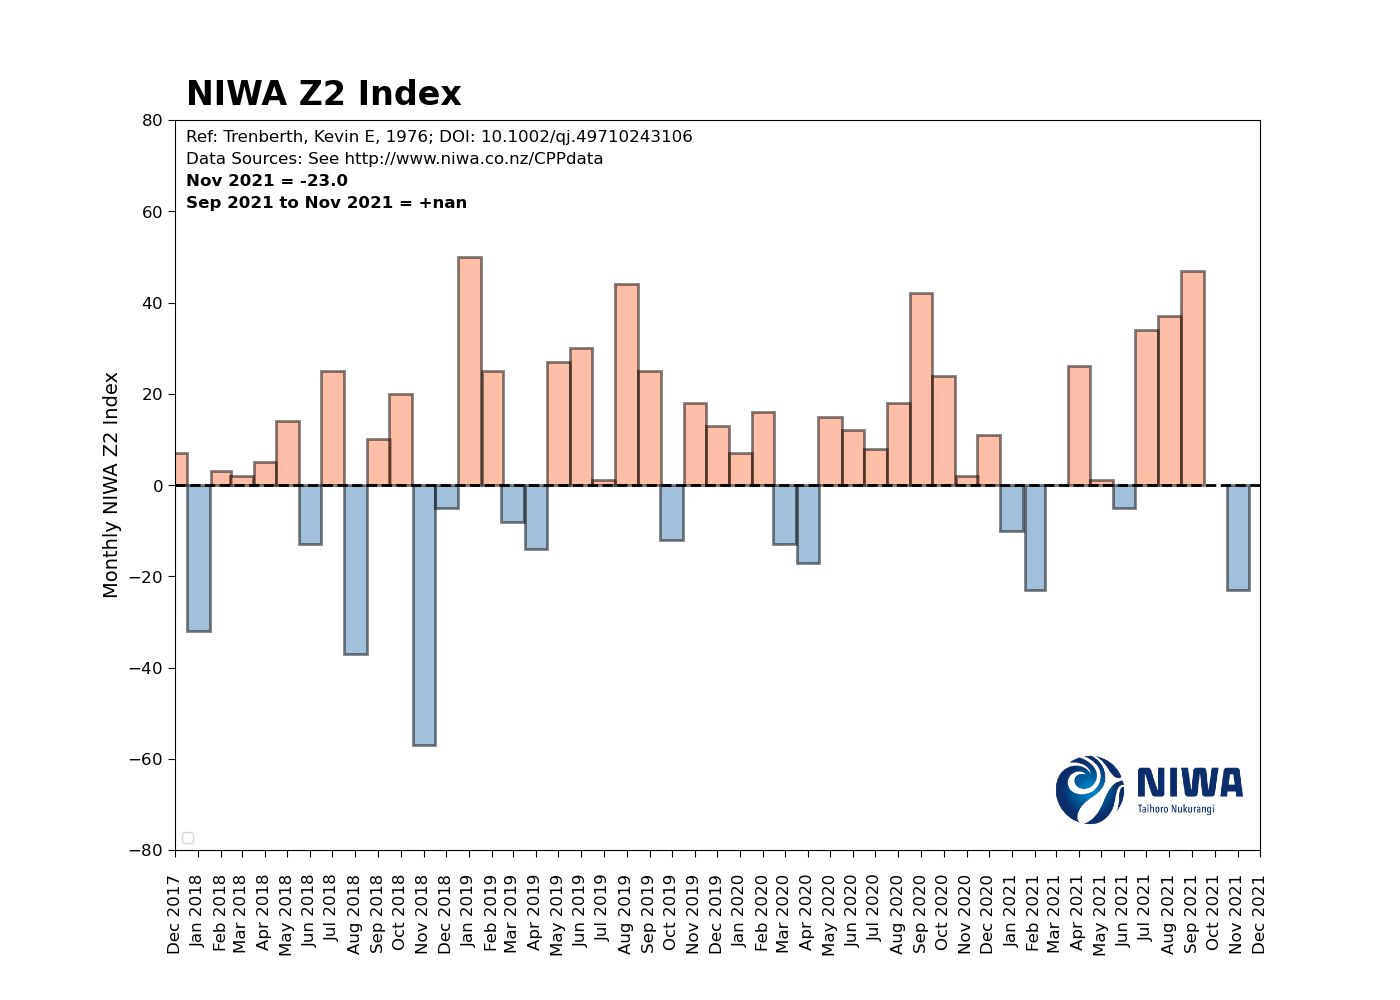 NIWA Z2 Index
Ref: Trenberth, Kevin E, 1976; DOI: 10.1002/qj.49710243106
Data Sources: See http://www.niwa.co.nz/CPPdata
Nov 2021 = -23.0
Sep 2021 to Nov 2021 = +nan
Monthly NIWA Z2 Index
80
60
40
20
0
−20
−40
−60
−80
NIWA
Taihoro Nukurangi
Dec 2017
Jan 2018
Feb 2018
Mar 2018
Apr 2018
May 2018
Jun 2018
Jul 2018
Aug 2018
Sep 2018
Oct 2018
Nov 2018
Dec 2018
Jan 2019
Feb 2019
Mar 2019
Apr 2019
May 2019
Jun 2019
Jul 2019
Aug 2019
Sep 2019
Oct 2019
Nov 2019
Dec 2019
Jan 2020
Feb 2020
Mar 2020
Apr 2020
May 2020
Jun 2020
Jul 2020
Aug 2020
Sep 2020
Oct 2020
Nov 2020
Dec 2020
Jan 2021
Feb 2021
Mar 2021
Apr 2021
May 2021
Jun 2021
Jul 2021
Aug 2021
Sep 2021
Oct 2021
Nov 2021
Dec 2021